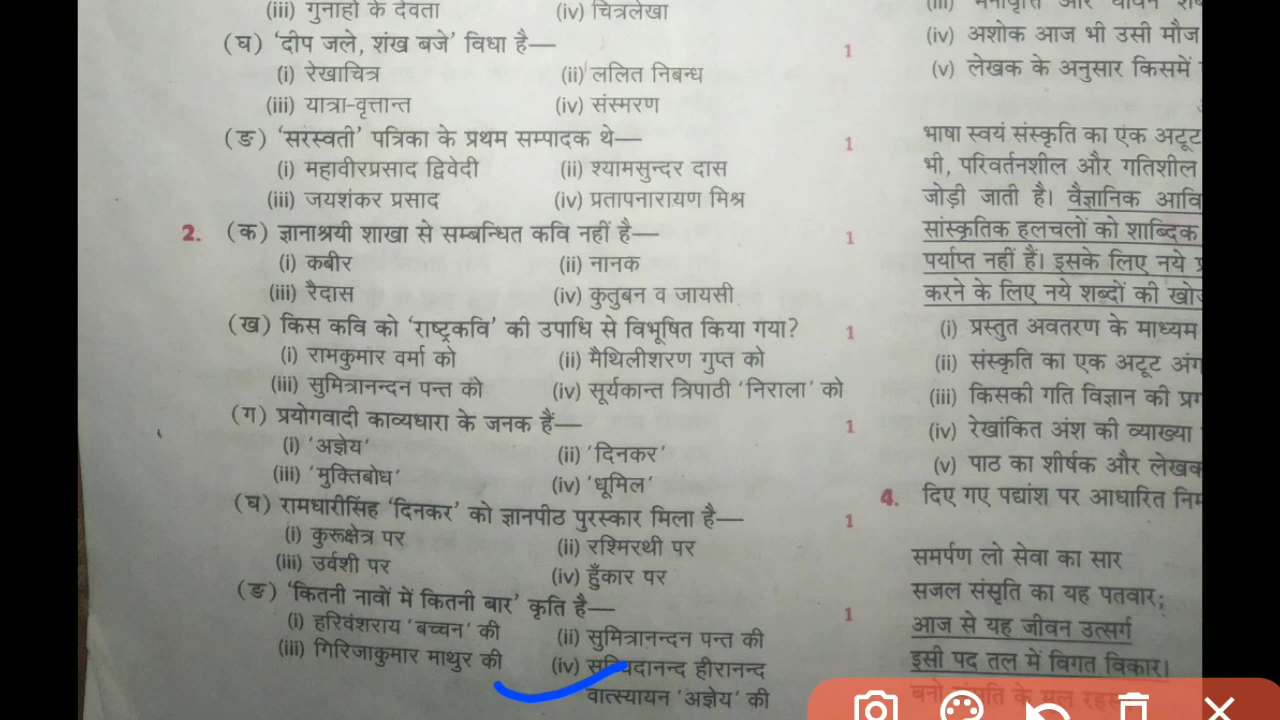 (iii) गुनाहों के देवता (iv) चित्रलेखा
(घ) 'दीप जले, शंख बजे' विधा है— 1
(i) रेखाचित्र (ii) ललित निबन्ध
(iii) यात्रा-वृत्तान्त (iv) संस्मरण
(ङ) 'सरस्वती' पत्रिका के प्रथम सम्पादक थे— 1
(i) महावीरप्रसाद द्विवेदी (ii) श्यामसुन्दर दास
(iii) जयशंकर प्रसाद (iv) प्रतापनारायण मिश्र
2. (क) ज्ञानाश्रयी शाखा से सम्बन्धित कवि नहीं है— 1
(i) कबीर (ii) नानक
(iii) रैदास (iv) कुतुबन व जायसी
(ख) किस कवि को 'राष्ट्रकवि' की उपाधि से विभूषित किया गया? 1
(i) रामकुमार वर्मा को (ii) मैथिलीशरण गुप्त को
(iii) सुमित्रानन्दन पन्त को (iv) सूर्यकान्त त्रिपाठी 'निराला' को
(ग) प्रयोगवादी काव्यधारा के जनक हैं— 1
(i) 'अज्ञेय' (ii) 'दिनकर'
(iii) 'मुक्तिबोध' (iv) 'धूमिल'
(घ) रामधारीसिंह 'दिनकर' को ज्ञानपीठ पुरस्कार मिला है— 1
(i) कुरूक्षेत्र पर (ii) रश्मिरथी पर
(iii) उर्वशी पर (iv) हुँकार पर
(ङ) 'कितनी नावों में कितनी बार' कृति है— 1
(i) हरिवंशराय 'बच्चन' की (ii) सुमित्रानन्दन पन्त की
(iii) गिरिजाकुमार माथुर की (iv) सच्चिदानन्द हीरानन्द
वात्स्यायन 'अज्ञेय' की
(iv) अशोक आज भी उसी मौज
(v) लेखक के अनुसार किसमें
भाषा स्वयं संस्कृति का एक अटूट
भी, परिवर्तनशील और गतिशील
जोड़ी जाती है। वैज्ञानिक आवि
सांस्कृतिक हलचलों को शाब्दिक
पर्याप्त नहीं हैं। इसके लिए नये
करने के लिए नये शब्दों की खोज
(i) प्रस्तुत अवतरण के माध्यम
(ii) संस्कृति का एक अटूट अंग
(iii) किसकी गति विज्ञान की प्रग
(iv) रेखांकित अंश की व्याख्या
(v) पाठ का शीर्षक और लेखक
4. दिए गए पद्यांश पर आधारित निम
समर्पण लो सेवा का सार
सजल संसृति का यह पतवार;
आज से यह जीवन उत्सर्ग
इसी पद तल में विगत विकार।